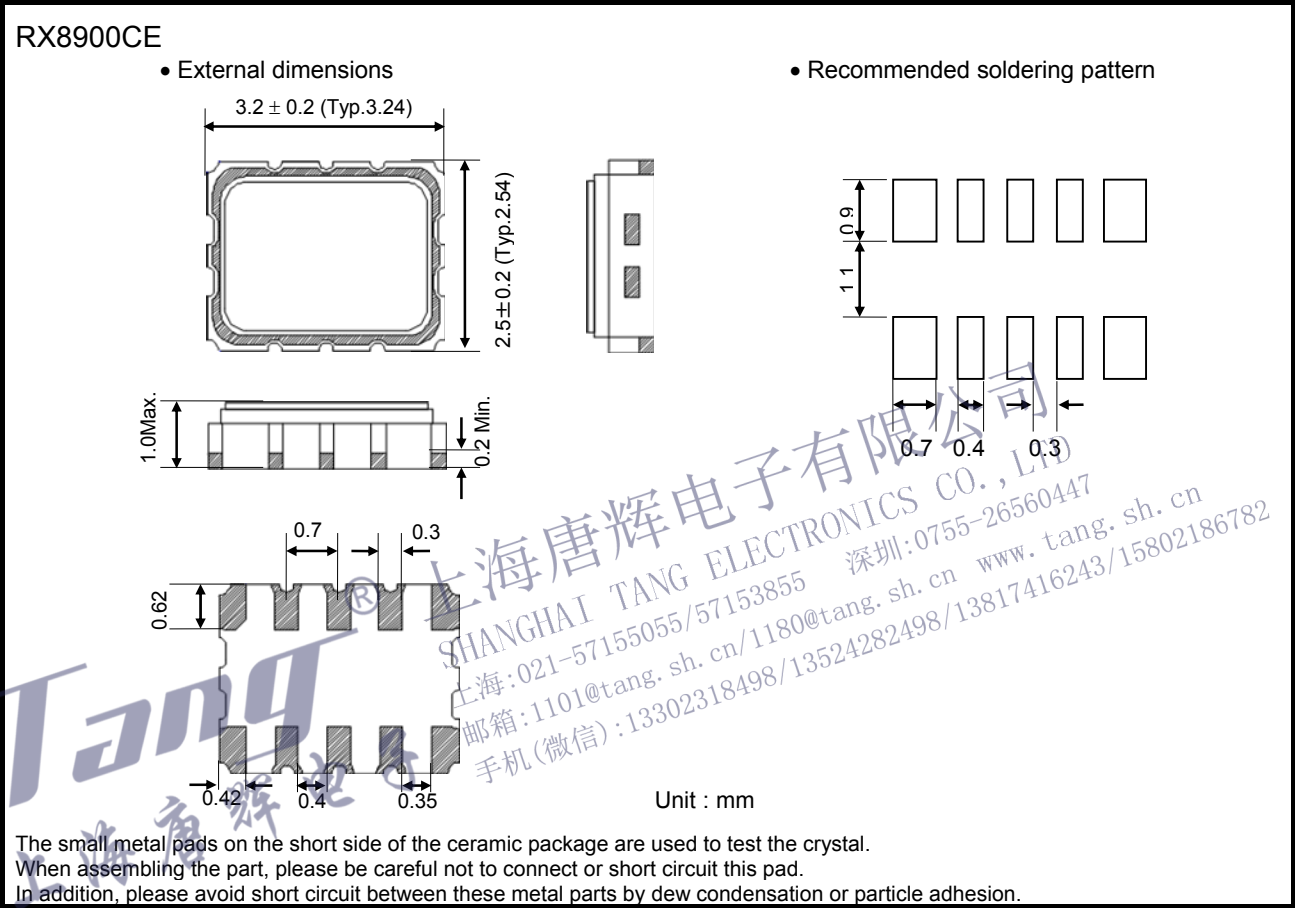 RX8900CE
• External dimensions
• Recommended soldering pattern
3.2 ± 0.2 (Typ.3.24)
2.5±0.2 (Typ.2.54)
0 9
1 1
0.7
0.4
0.3
1.0Max.
0.2 Min.
0.7
0.3
0.62
0.42
0.4
0.35
Unit : mm
The small metal pads on the short side of the ceramic package are used to test the crystal.
When assembling the part, please be careful not to connect or short circuit this pad.
In addition, please avoid short circuit between these metal parts by dew condensation or particle adhesion.
Tang®
上海唐辉电子
上海唐辉电子有限公司
SHANGHAI TANG ELECTRONICS CO.,LTD
上海:021-57155055/57153855 深圳:0755-26560447
邮箱:1101@tang.sh.cn/1180@tang.sh.cn www.tang.sh.cn
手机(微信):13302318498/13524282498/13817416243/15802186782